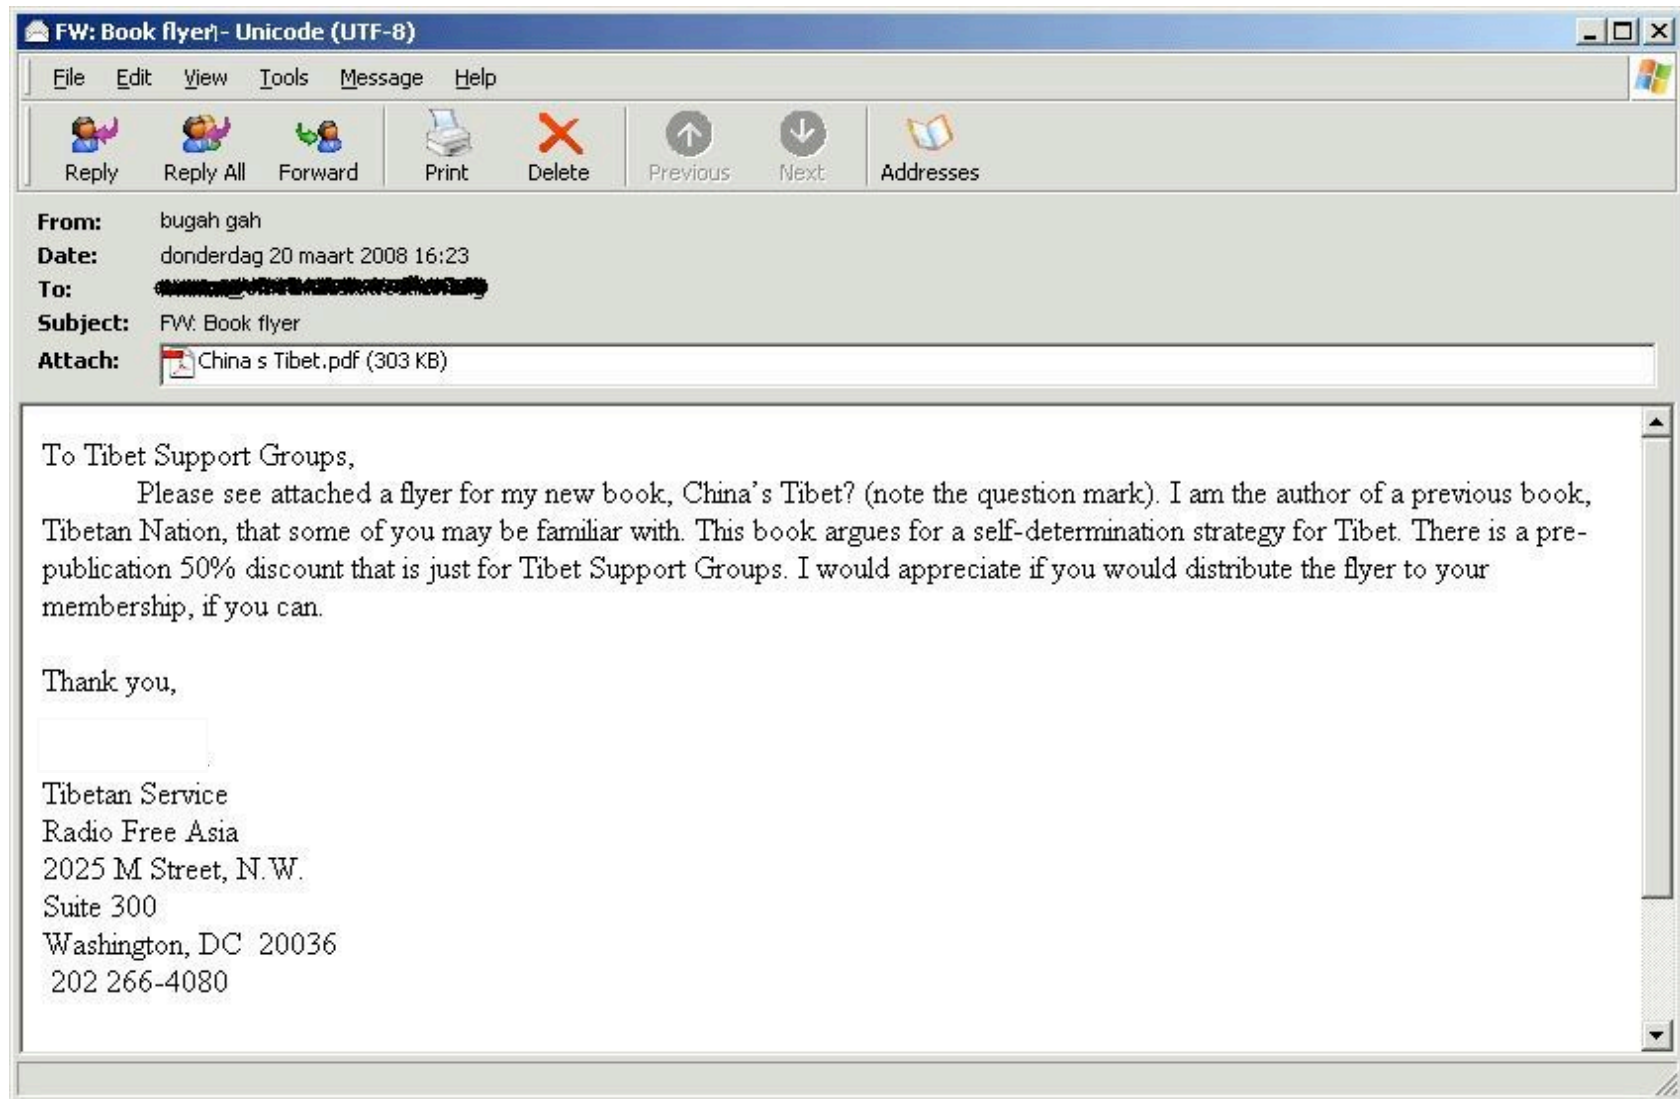 FW: Book flyer - Unicode (UTF-8)
File Edit View Tools Message Help
Reply Reply All Forward Print Delete Previous Next Addresses
From: bugah gah
Date: donderdag 20 maart 2008 16:23
To:
Subject: FW: Book flyer
Attach: China s Tibet.pdf (303 KB)
To Tibet Support Groups,
Please see attached a flyer for my new book, China's Tibet? (note the question mark). I am the author of a previous book,
Tibetan Nation, that some of you may be familiar with. This book argues for a self-determination strategy for Tibet. There is a pre-
publication 50% discount that is just for Tibet Support Groups. I would appreciate if you would distribute the flyer to your
membership, if you can.
Thank you,
Tibetan Service
Radio Free Asia
2025 M Street, N.W.
Suite 300
Washington, DC 20036
202 266-4080